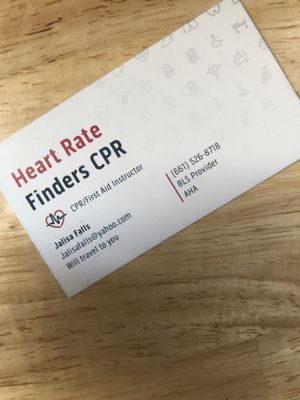 Heart Rate
Finders CPR
CPR/First Aid Instructor
Jalisa Falls
Jalisafalls@yahoo.com
Will travel to you
(661) 526-8718
BLS Provider
AHA